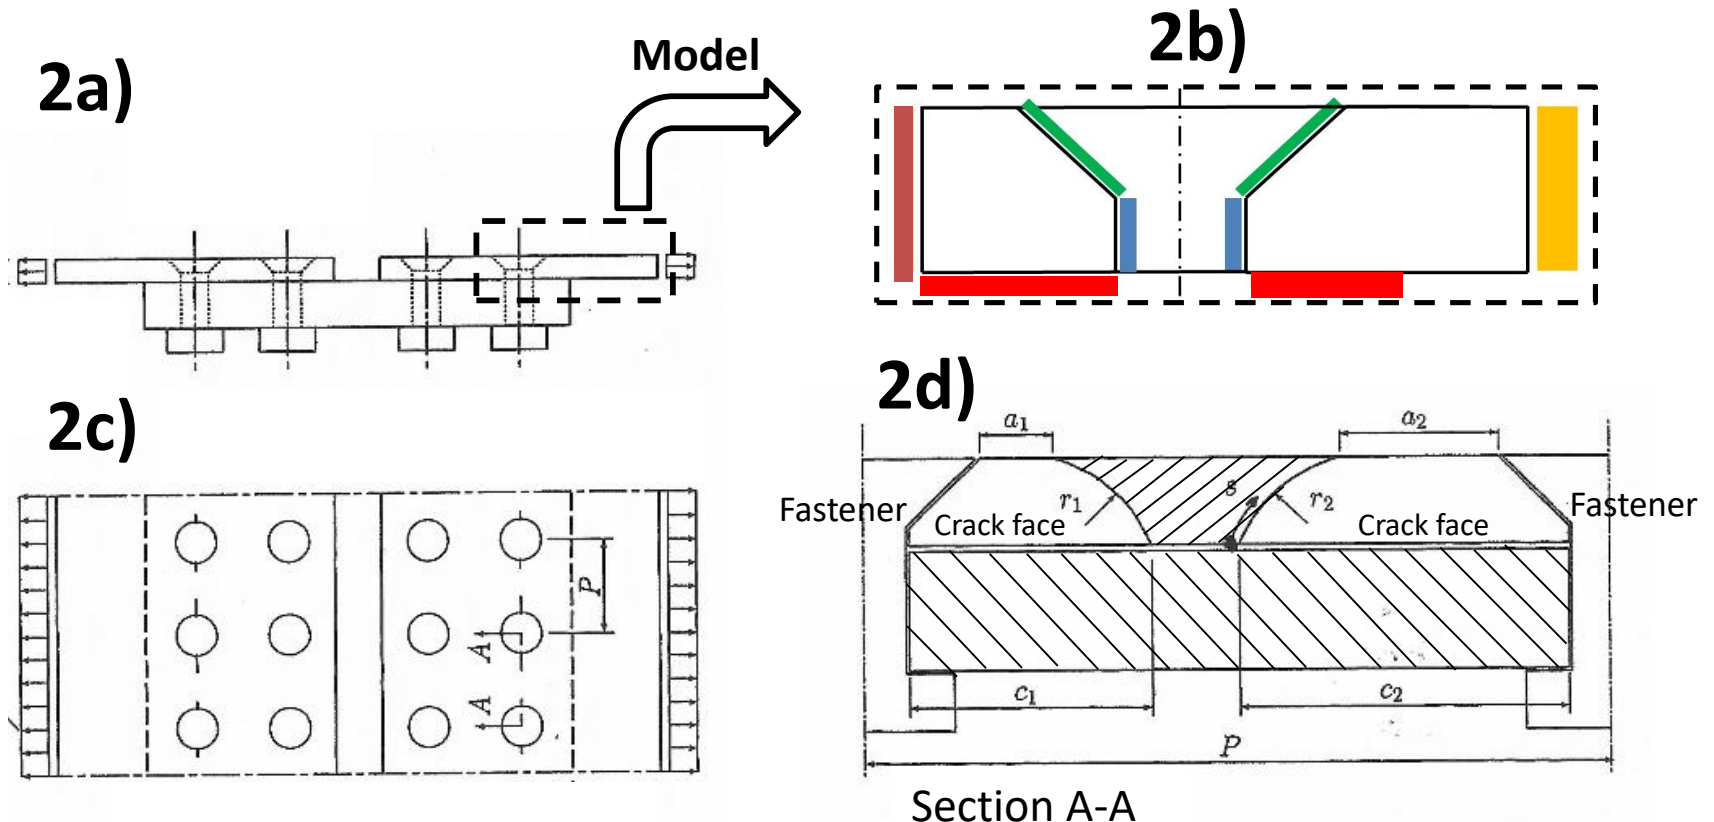 2a)
Model
2b)
2c)
P
A
A
2d)
a1
a2
s
r1
r2
Fastener
Fastener
Crack face
Crack face
c1
c2
P
Section A-A